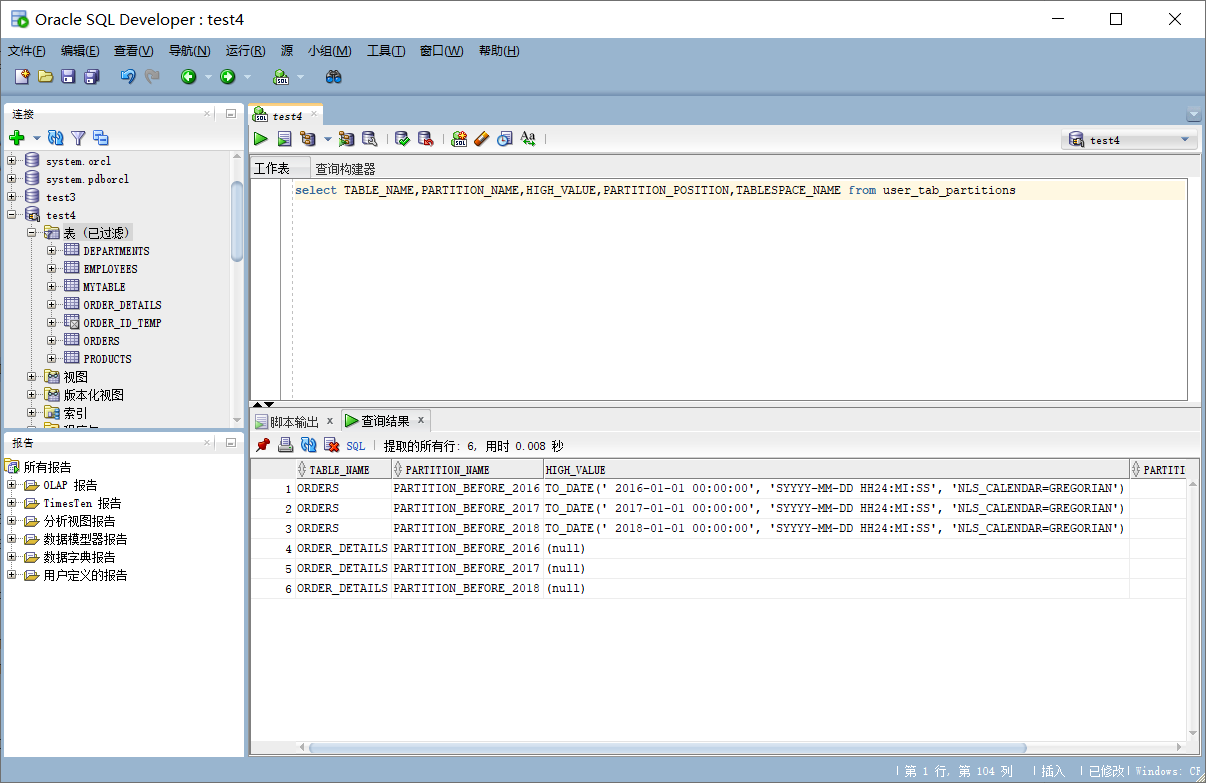 Oracle SQL Developer : test4
文件(F) 编辑(E) 查看(V) 导航(N) 运行(R) 源 小组(M) 工具(T) 窗口(W) 帮助(H)
连接
system.orcl
system.pdborcl
test3
test4
表 (已过滤)
DEPARTMENTS
EMPLOYEES
MYTABLE
ORDER_DETAILS
ORDER_ID_TEMP
ORDERS
PRODUCTS
视图
版本化视图
索引
报告
所有报告
OLAP 报告
TimesTen 报告
分析视图报告
数据模型器报告
数据字典报告
用户定义的报告
test4
test4
工作表 查询构建器
select TABLE_NAME,PARTITION_NAME,HIGH_VALUE,PARTITION_POSITION,TABLESPACE_NAME from user_tab_partitions
脚本输出 x 查询结果 x
SQL 提取的所有行: 6, 用时 0.008 秒
TABLE_NAME PARTITION_NAME HIGH_VALUE PARTITI
1 ORDERS PARTITION_BEFORE_2016 TO_DATE(' 2016-01-01 00:00:00', 'SYYYY-MM-DD HH24:MI:SS', 'NLS_CALENDAR=GREGORIAN')
2 ORDERS PARTITION_BEFORE_2017 TO_DATE(' 2017-01-01 00:00:00', 'SYYYY-MM-DD HH24:MI:SS', 'NLS_CALENDAR=GREGORIAN')
3 ORDERS PARTITION_BEFORE_2018 TO_DATE(' 2018-01-01 00:00:00', 'SYYYY-MM-DD HH24:MI:SS', 'NLS_CALENDAR=GREGORIAN')
4 ORDER_DETAILS PARTITION_BEFORE_2016 (null)
5 ORDER_DETAILS PARTITION_BEFORE_2017 (null)
6 ORDER_DETAILS PARTITION_BEFORE_2018 (null)
第 1 行, 第 104 列 | 插入 | 已修改 | Windows: CF